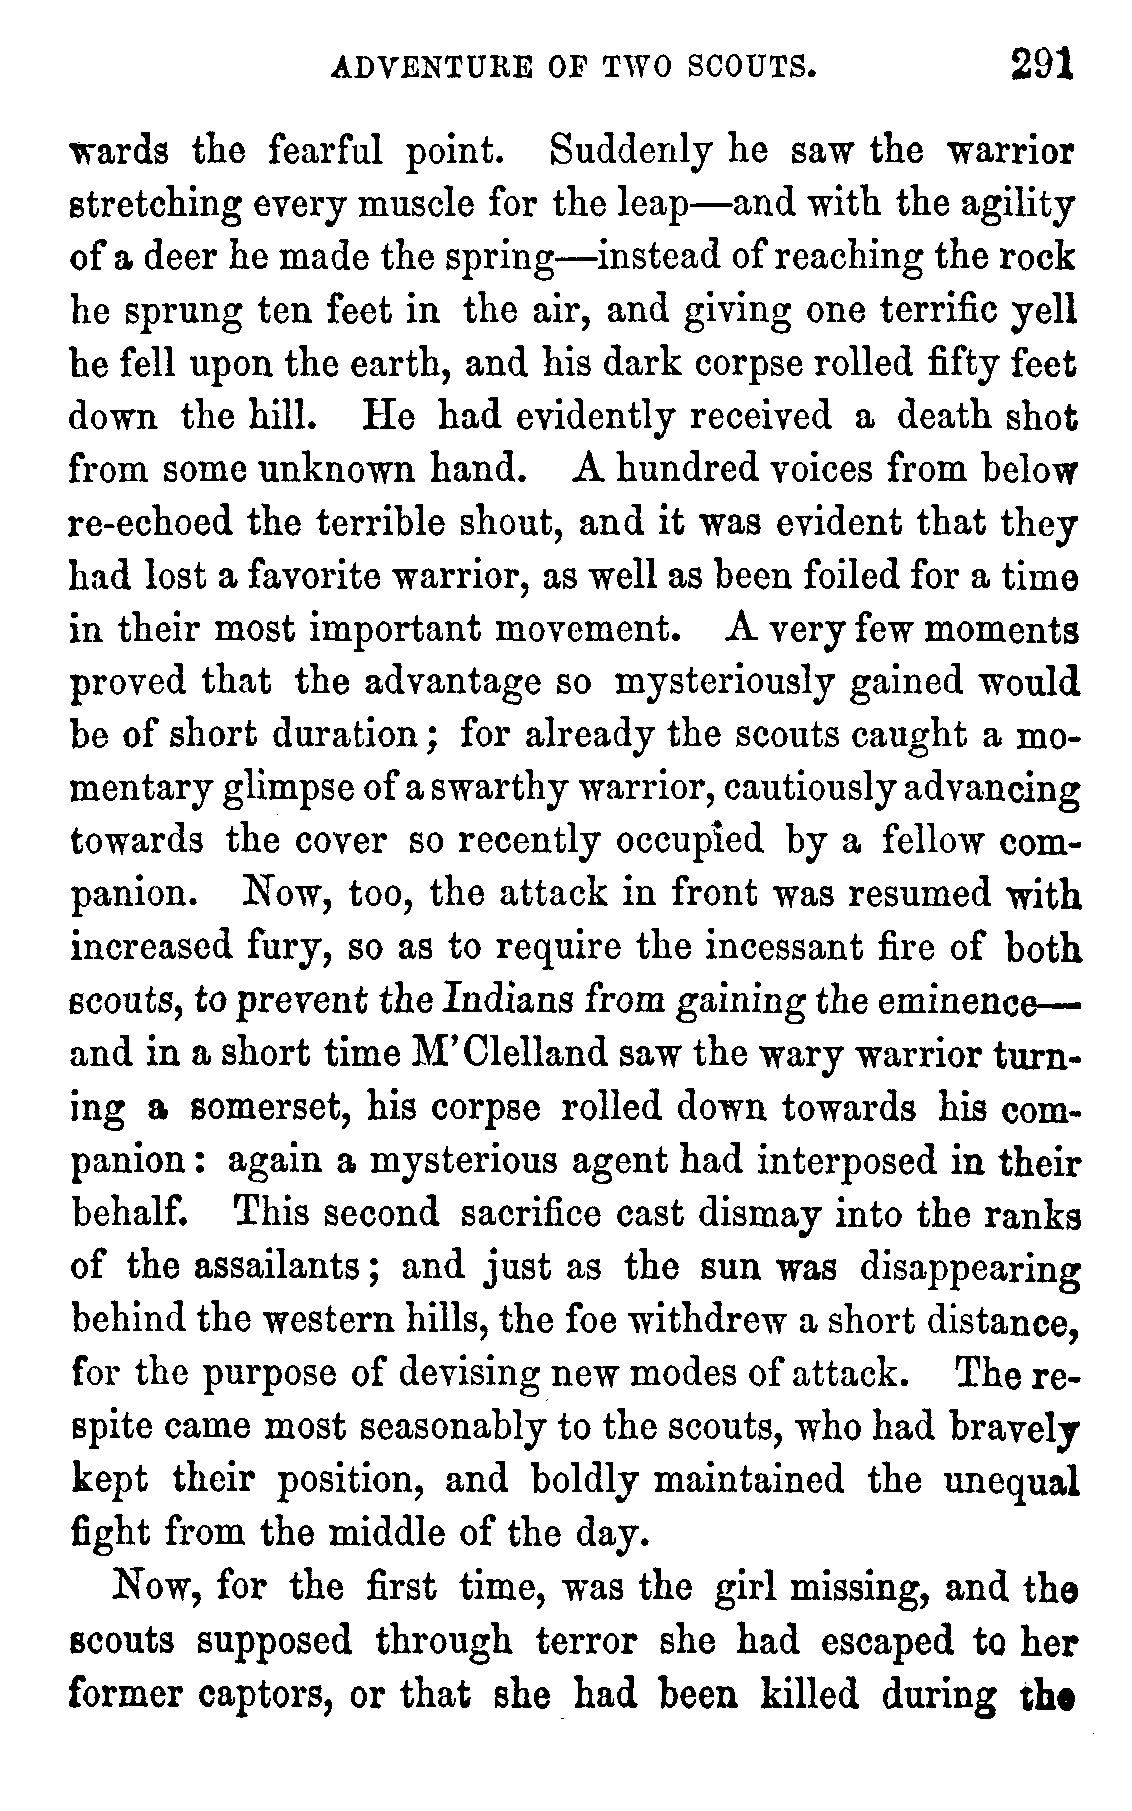 ADVENTURE OF TWO SCOUTS. 291
wards the fearful point. Suddenly he saw the warrior
stretching every muscle for the leap—and with the agility
of a deer he made the spring—instead of reaching the rock
he sprung ten feet in the air, and giving one terrific yell
he fell upon the earth, and his dark corpse rolled fifty feet
down the hill. He had evidently received a death shot
from some unknown hand. A hundred voices from below
re-echoed the terrible shout, and it was evident that they
had lost a favorite warrior, as well as been foiled for a time
in their most important movement. A very few moments
proved that the advantage so mysteriously gained would
be of short duration; for already the scouts caught a mo-
mentary glimpse of a swarthy warrior, cautiously advancing
towards the cover so recently occupied by a fellow com-
panion. Now, too, the attack in front was resumed with
increased fury, so as to require the incessant fire of both
scouts, to prevent the Indians from gaining the eminence—
and in a short time M'Clelland saw the wary warrior turn-
ing a somerset, his corpse rolled down towards his com-
panion: again a mysterious agent had interposed in their
behalf. This second sacrifice cast dismay into the ranks
of the assailants; and just as the sun was disappearing
behind the western hills, the foe withdrew a short distance,
for the purpose of devising new modes of attack. The re-
spite came most seasonably to the scouts, who had bravely
kept their position, and boldly maintained the unequal
fight from the middle of the day.
Now, for the first time, was the girl missing, and the
scouts supposed through terror she had escaped to her
former captors, or that she had been killed during the